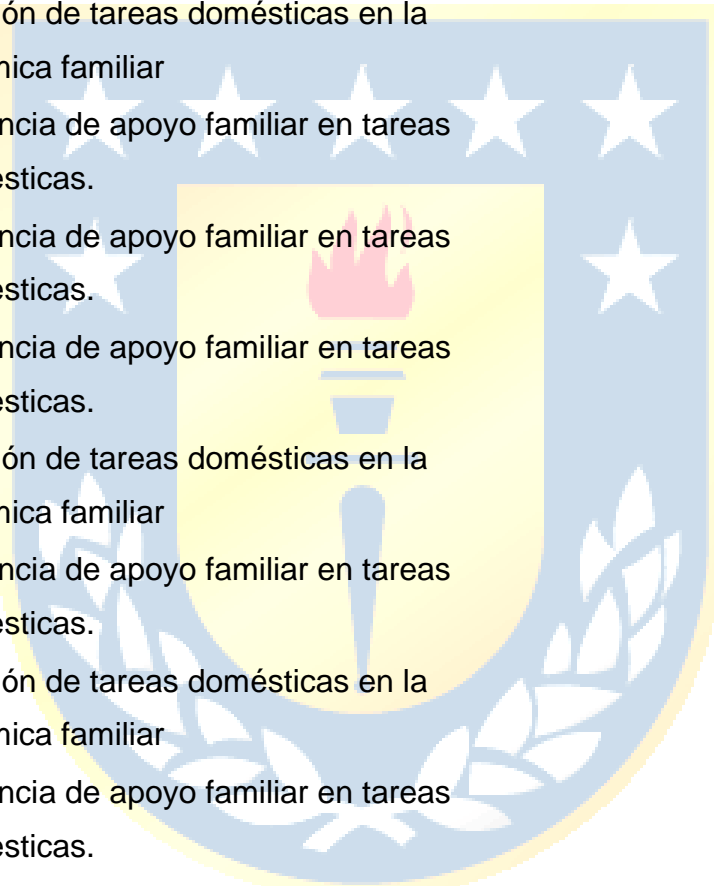 ón de tareas domésticas en la
nica familiar
ncia de apoyo familiar en tareas
esticas.
ncia de apoyo familiar en tareas
esticas.
ncia de apoyo familiar en tareas
esticas.
ón de tareas domésticas en la
nica familiar
ncia de apoyo familiar en tareas
esticas.
ón de tareas domésticas en la
nica familiar
ncia de apoyo familiar en tareas
esticas.